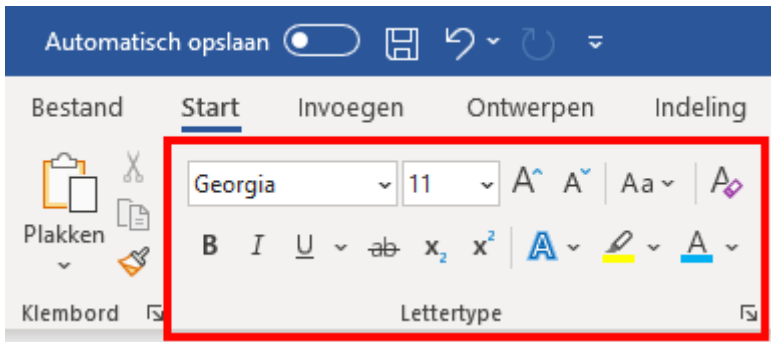 Automatisch opslaan
Bestand Start Invoegen Ontwerpen Indeling
Georgia 11 A A Aa A
Plakken
B I U ab x₂ x² A A
Klembord Lettertype